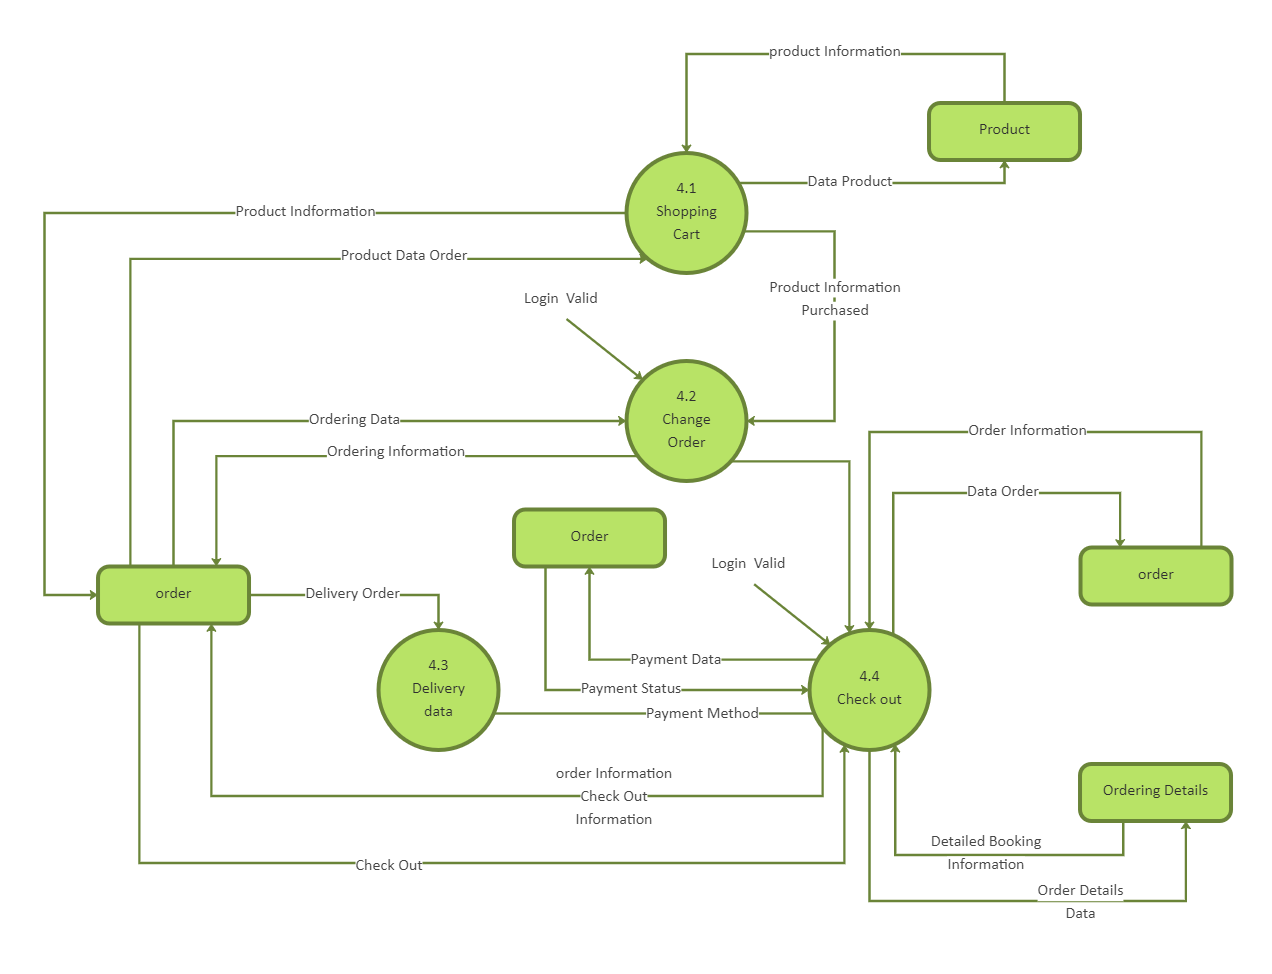 product Information
Product
Data Product
4.1
Shopping
Cart
Product Indformation
Product Data Order
Product Information
Purchased
Login  Valid
4.2
Change
Order
Ordering Data
Ordering Information
Order Information
Data Order
Order
order
Login  Valid
order
Delivery Order
Payment Data
4.3
Delivery
data
4.4
Check out
Payment Status
Payment Method
order Information
Check Out
Information
Ordering Details
Detailed Booking
Information
Check Out
Order Details
Data